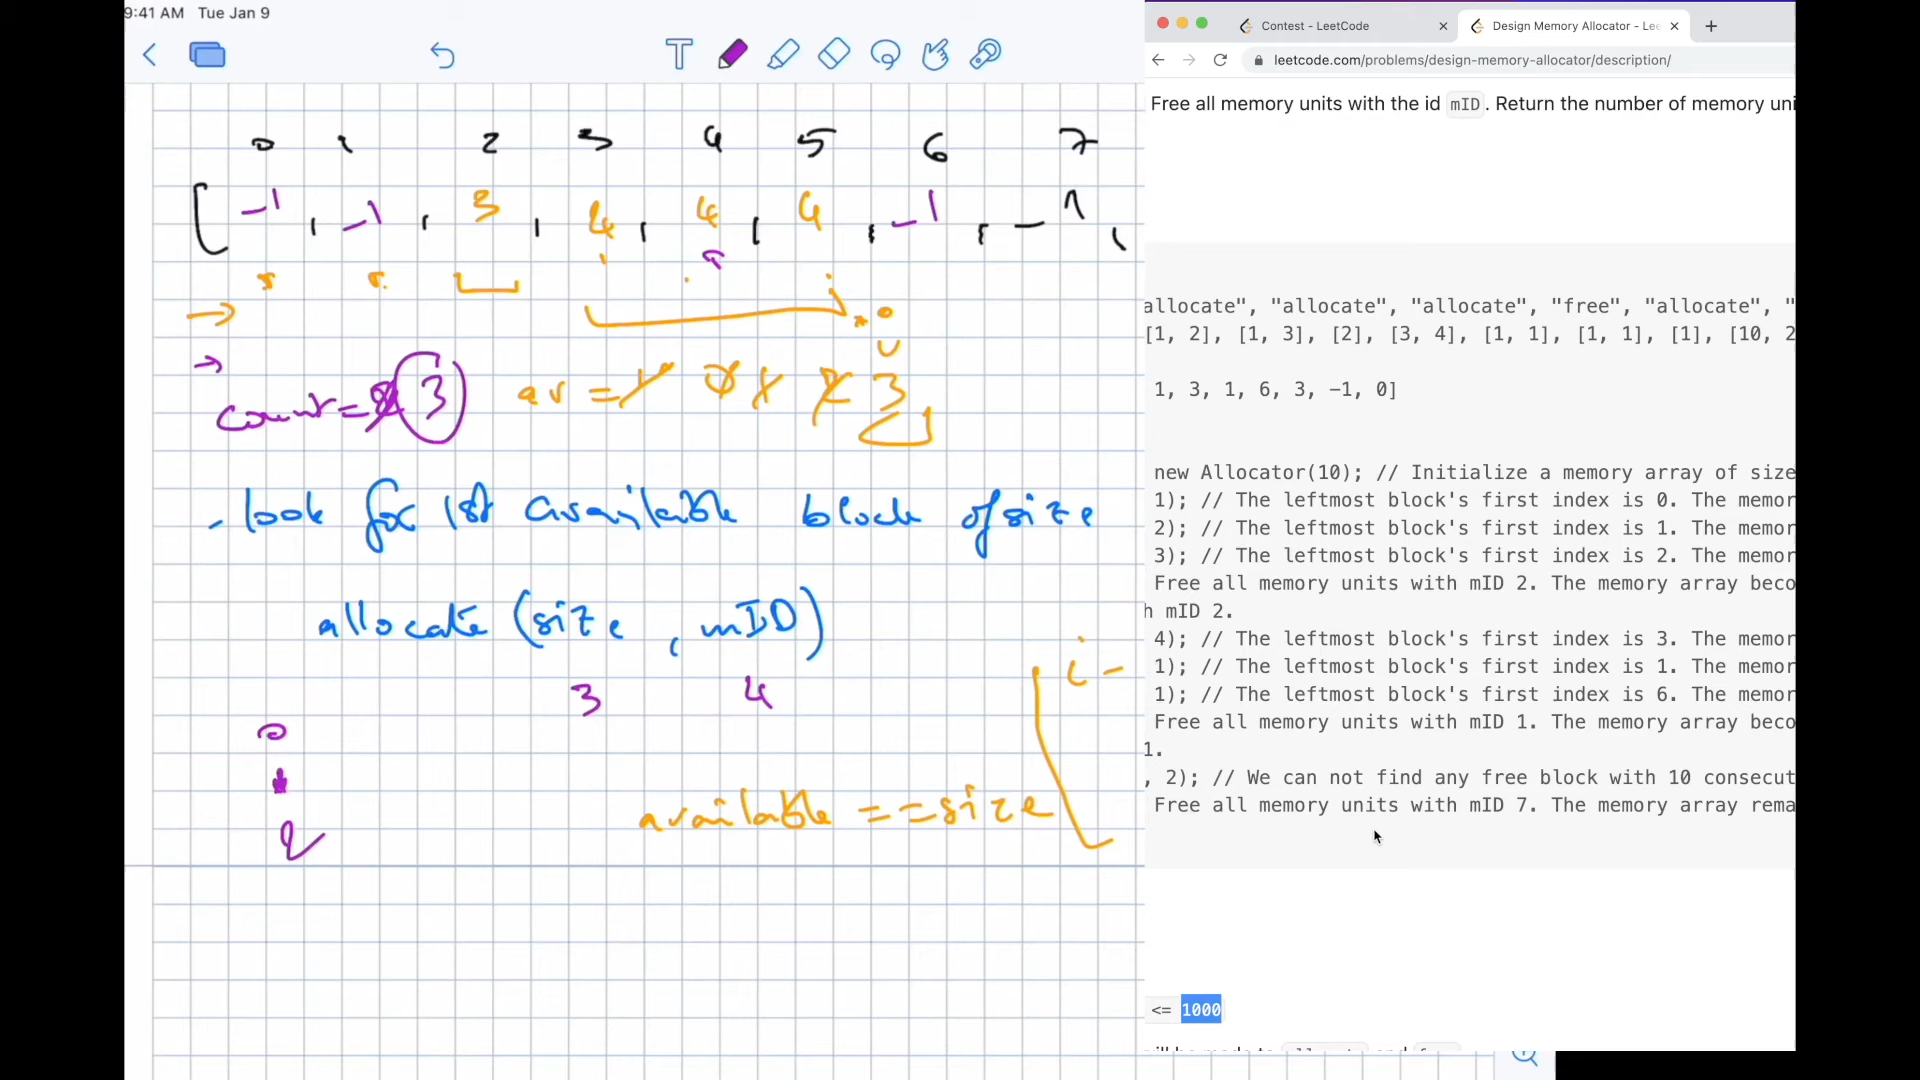 9:41 AM Tue Jan 9
0 1 2 3 4 5 6 7
[ -1 , -1 , 3 , 4 , 4 , 4 , -1 , -1 ,
count = 3 av = 3
- look for 1st available block of size
allocate (size , mID)
3 4
i -
available == size
Contest - LeetCode
Design Memory Allocator - Lee
leetcode.com/problems/design-memory-allocator/description/
Free all memory units with the id mID. Return the number of memory uni
allocate", "allocate", "allocate", "free", "allocate", "
[1, 2], [1, 3], [2], [3, 4], [1, 1], [1, 1], [1], [10, 2
1, 3, 1, 6, 3, -1, 0]
new Allocator(10); // Initialize a memory array of size
1); // The leftmost block's first index is 0. The memor
2); // The leftmost block's first index is 1. The memor
3); // The leftmost block's first index is 2. The memor
Free all memory units with mID 2. The memory array beco
h mID 2.
4); // The leftmost block's first index is 3. The memor
1); // The leftmost block's first index is 1. The memor
1); // The leftmost block's first index is 6. The memor
Free all memory units with mID 1. The memory array beco
1.
, 2); // We can not find any free block with 10 consecut
Free all memory units with mID 7. The memory array rema
<= 1000